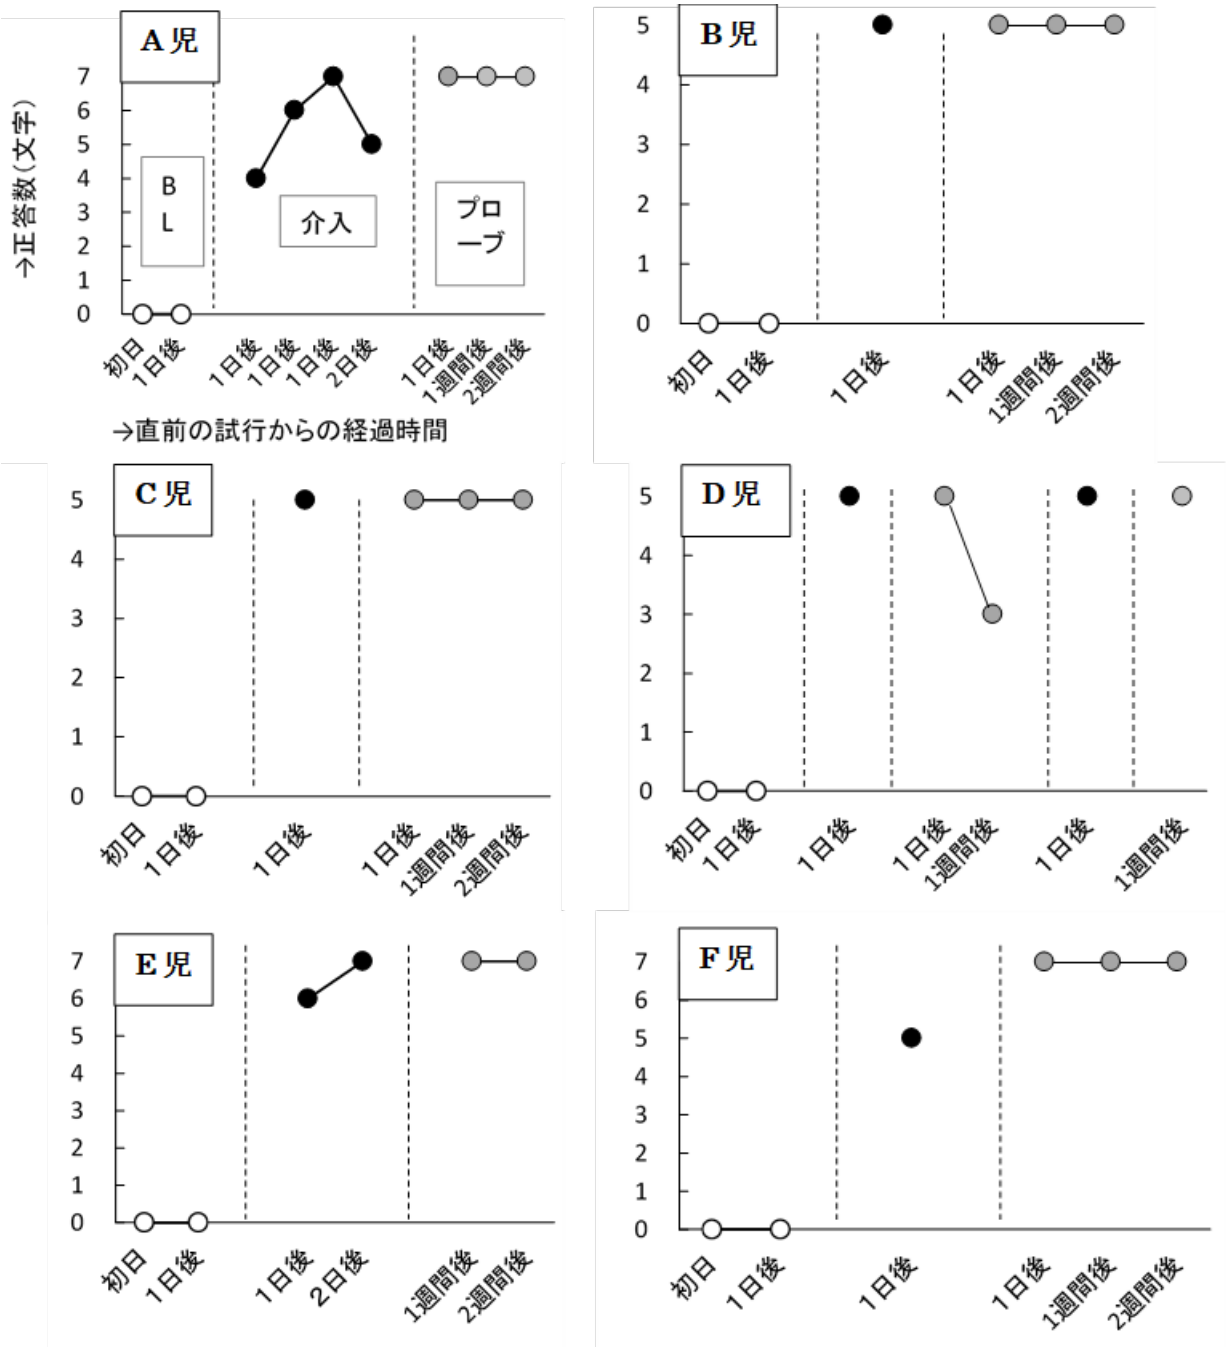 A児
→正答数(文字)
7
6
5
4
3
2
1
0
B
L
介入
プロ
ーブ
初日
1日後
1日後
1日後
1日後
2日後
1日後
1週間後
2週間後
→直前の試行からの経過時間
B児
5
4
3
2
1
0
初日
1日後
1日後
1日後
1週間後
2週間後
C児
5
4
3
2
1
0
初日
1日後
1日後
1日後
1週間後
2週間後
D児
5
4
3
2
1
0
初日
1日後
1日後
1日後
1週間後
1日後
1週間後
E児
7
6
5
4
3
2
1
0
初日
1日後
1日後
2日後
1週間後
2週間後
F児
7
6
5
4
3
2
1
0
初日
1日後
1日後
1日後
1週間後
2週間後